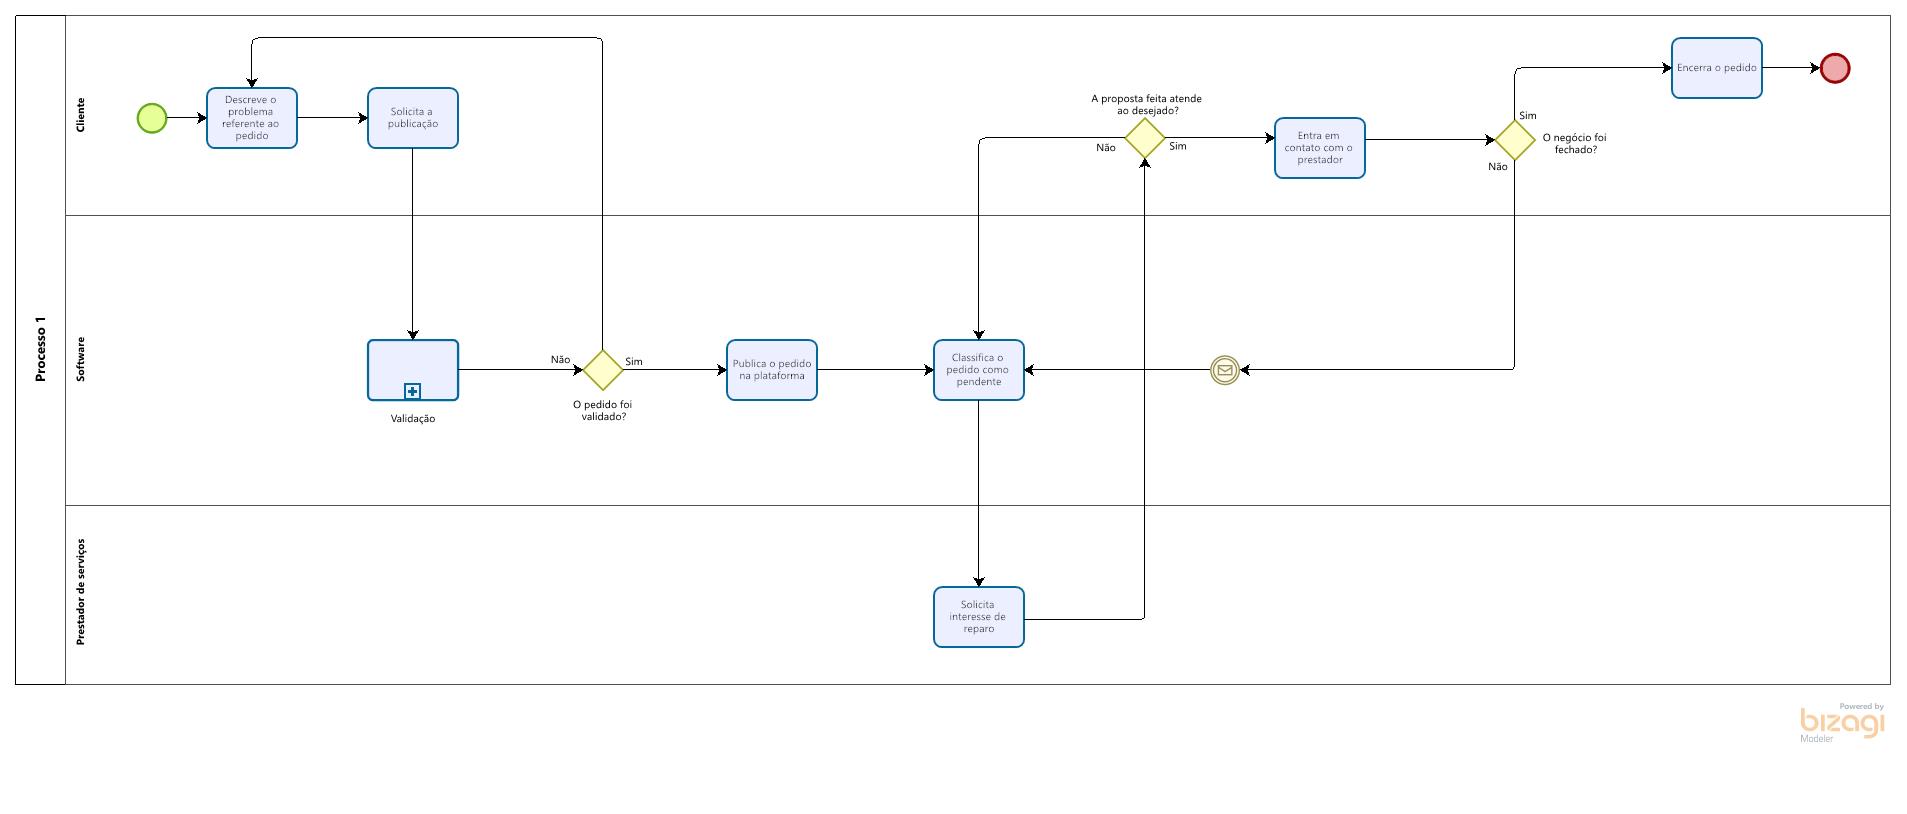 Processo 1
Cliente
Descreve o
problema
referente ao
pedido
Solicita a
publicação
A proposta feita atende
ao desejado?
Não
Sim
Entra em
contato com o
prestador
Sim
O negócio foi
fechado?
Não
Encerra o pedido
Software
Validação
Não
Sim
O pedido foi
validado?
Publica o pedido
na plataforma
Classifica o
pedido como
pendente
Prestador de serviços
Solicita
interesse de
reparo
Powered by
bizagi
Modeler